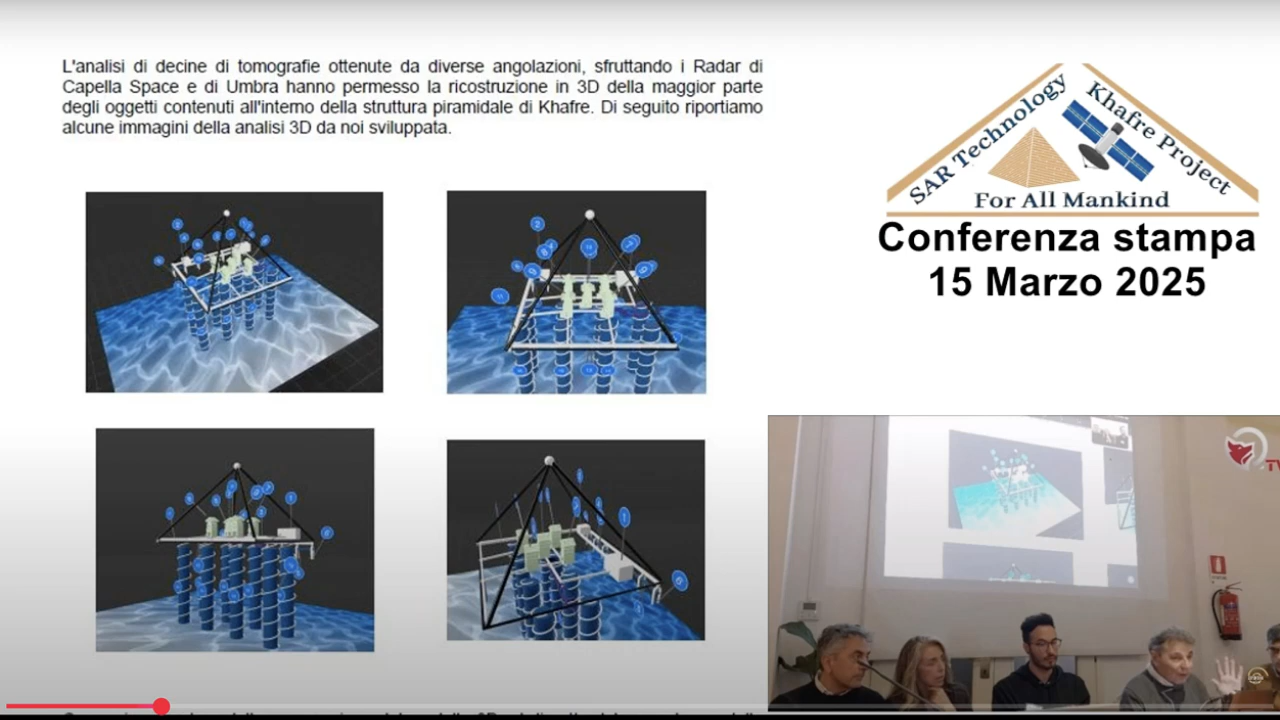 L'analisi di decine di tomografie ottenute da diverse angolazioni, sfruttando i Radar di
Capella Space e di Umbra hanno permesso la ricostruzione in 3D della maggior parte
degli oggetti contenuti all'interno della struttura piramidale di Khafre. Di seguito riportiamo
alcune immagini della analisi 3D da noi sviluppata.
SAR Technology
Khafre Project
For All Mankind
Conferenza stampa
15 Marzo 2025
TV